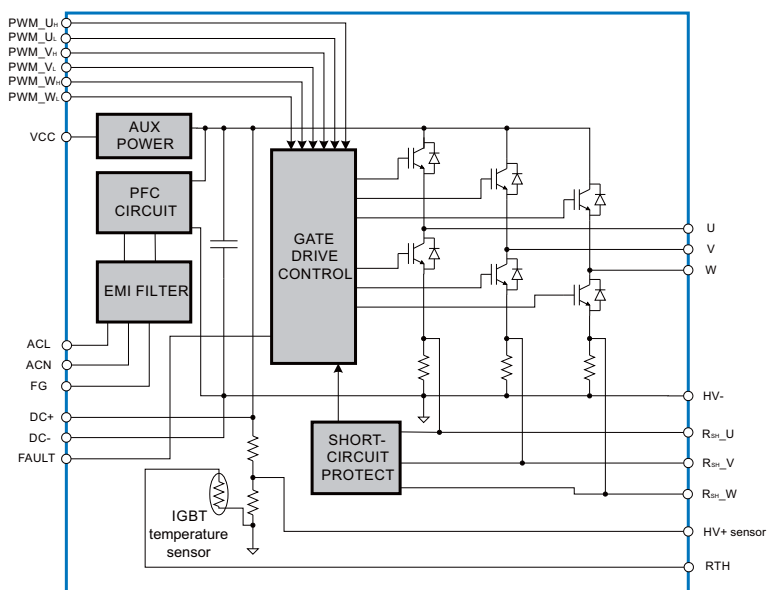 PWM_UH
PWM_UL
PWM_VH
PWM_VL
PWM_WH
PWM_WL
VCC
AUX
POWER
PFC
CIRCUIT
EMI FILTER
GATE
DRIVE
CONTROL
U
V
W
ACL
ACN
FG
DC+
DC-
FAULT
SHORT-
CIRCUIT
PROTECT
IGBT
temperature
sensor
HV-
RSH_U
RSH_V
RSH_W
HV+ sensor
RTH